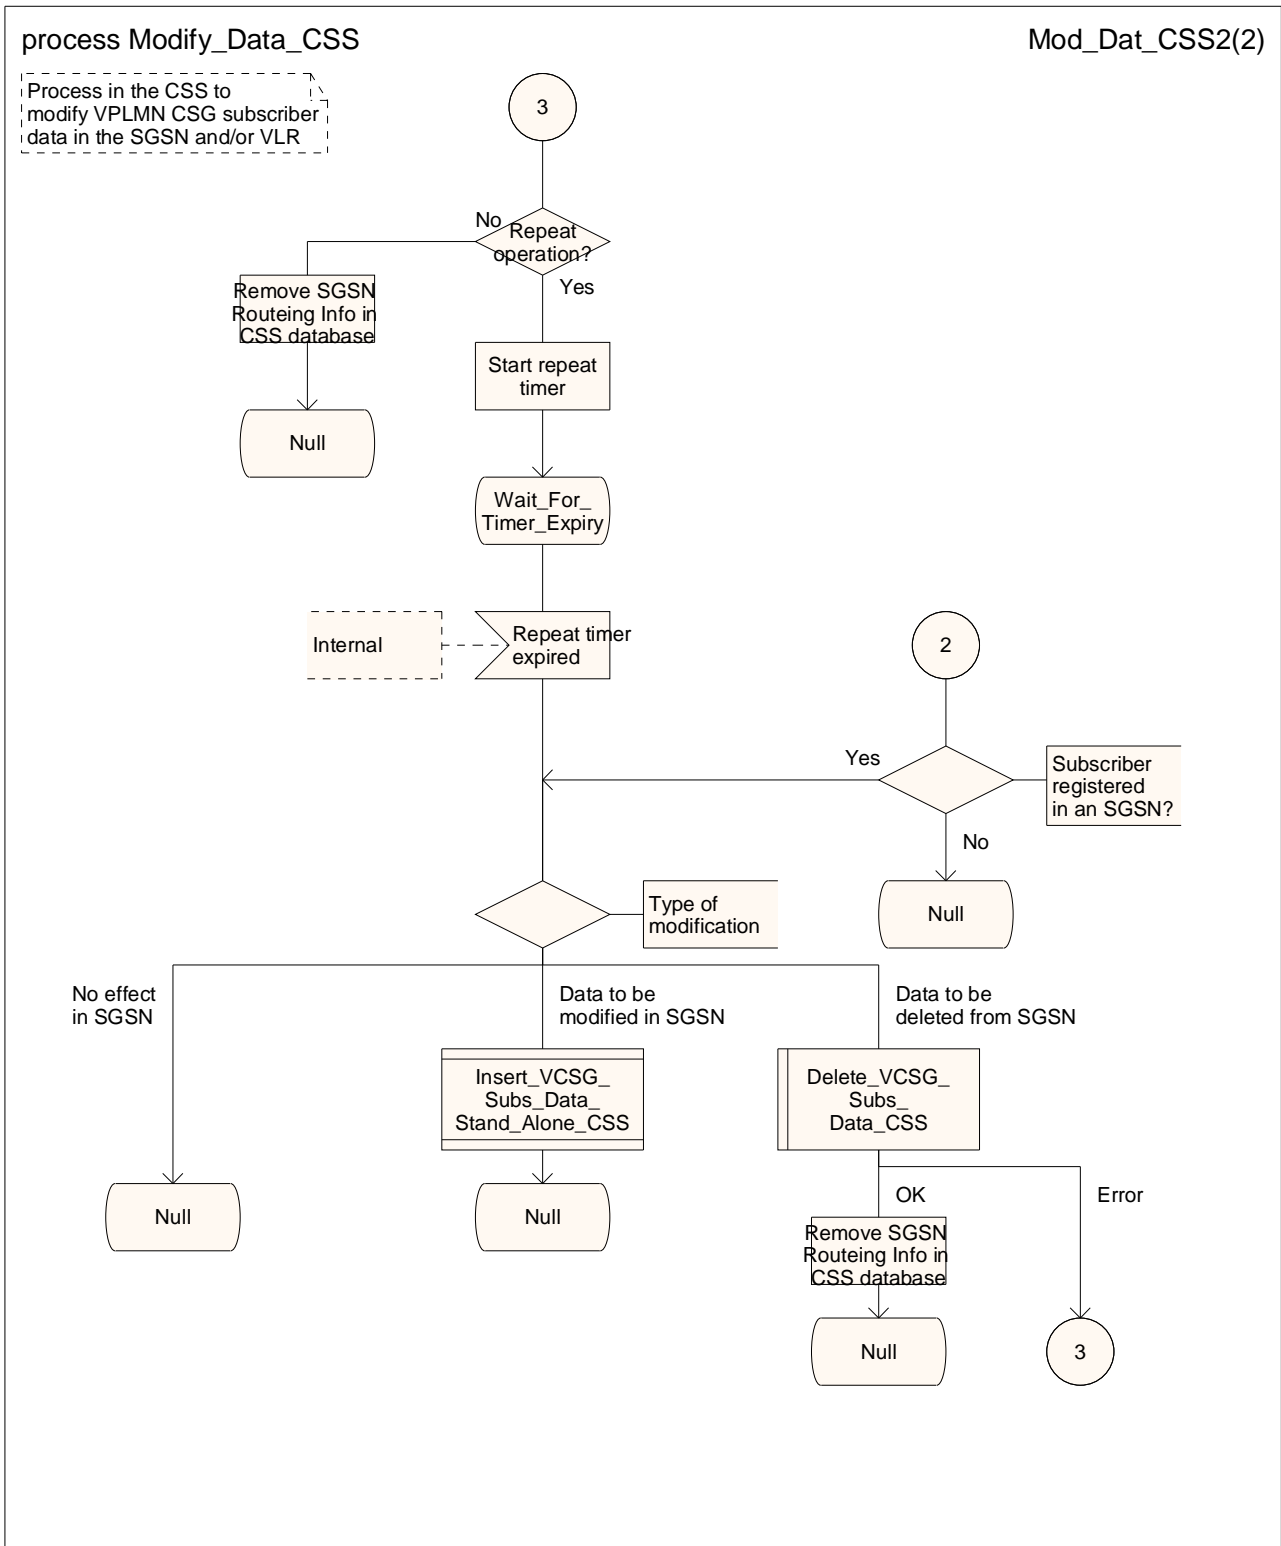 process Modify_Data_CSS
Mod_Dat_CSS2(2)
Process in the CSS to
modify VPLMN CSG subscriber
data in the SGSN and/or VLR
3
No
Repeat
operation?
Yes
Remove SGSN
Routeing Info in
CSS database
Start repeat
timer
Null
Wait_For_
Timer_Expiry
Internal
Repeat timer
expired
2
Yes
Subscriber
registered
in an SGSN?
No
Null
Type of
modification
No effect
in SGSN
Data to be
modified in SGSN
Data to be
deleted from SGSN
Insert_VCSG_
Subs_Data_
Stand_Alone_CSS
Delete_VCSG_
Subs_
Data_CSS
Null
Null
OK
Error
Remove SGSN
Routeing Info in
CSS database
Null
3